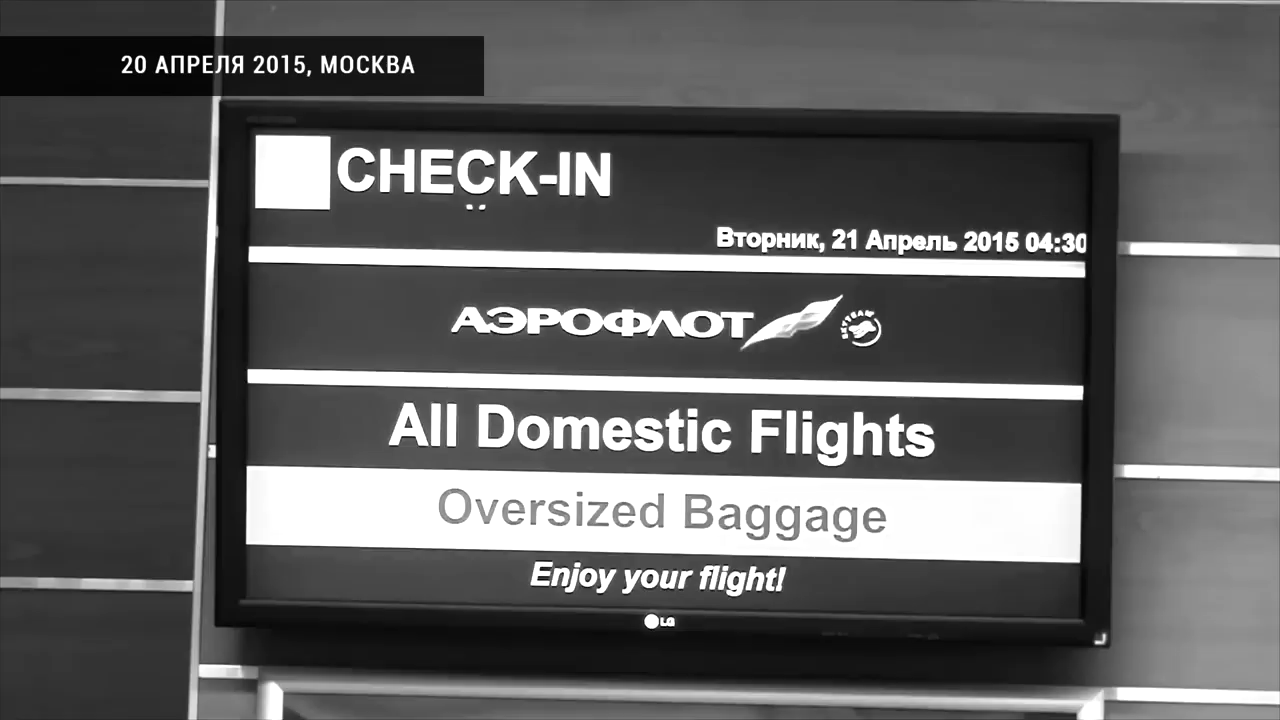 20 АПРЕЛЯ 2015, МОСКВА
CHECK-IN
Вторник, 21 Апрель 2015 04:30
АЭРОФЛОТ
All Domestic Flights
Oversized Baggage
Enjoy your flight!
LG